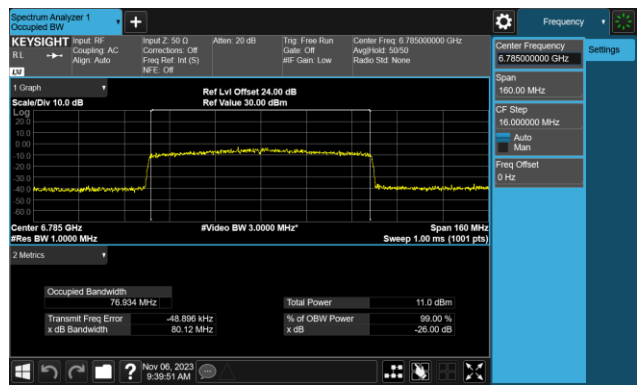 Spectrum Analyzer 1
Occupied BW
Frequency
KEYSIGHT
RL
LXI
Input: RF
Coupling: AC
Align: Auto
Input Z: 50 Ω
Corrections: Off
Freq Ref: Int (S)
NFE: Off
Atten: 20 dB
Trig: Free Run
Gate: Off
#IF Gain: Low
Center Freq: 6.785000000 GHz
Avg|Hold: 50/50
Radio Std: None
Center Frequency
6.785000000 GHz
Settings
Span
160.00 MHz
CF Step
16.000000 MHz
Auto
Man
Freq Offset
0 Hz
1 Graph
Scale/Div 10.0 dB
Ref Lvl Offset 24.00 dB
Ref Value 30.00 dBm
Log
20.0
10.0
0.00
-10.0
-20.0
-30.0
-40.0
-50.0
-60.0
Center 6.785 GHz
#Video BW 3.0000 MHz*
Span 160 MHz
#Res BW 1.0000 MHz
Sweep 1.00 ms (1001 pts)
2 Metrics
Occupied Bandwidth
76.934 MHz
Total Power 11.0 dBm
Transmit Freq Error -48.896 kHz
% of OBW Power 99.00 %
x dB Bandwidth 80.12 MHz
x dB -26.00 dB
?
Nov 06, 2023
9:39:51 AM